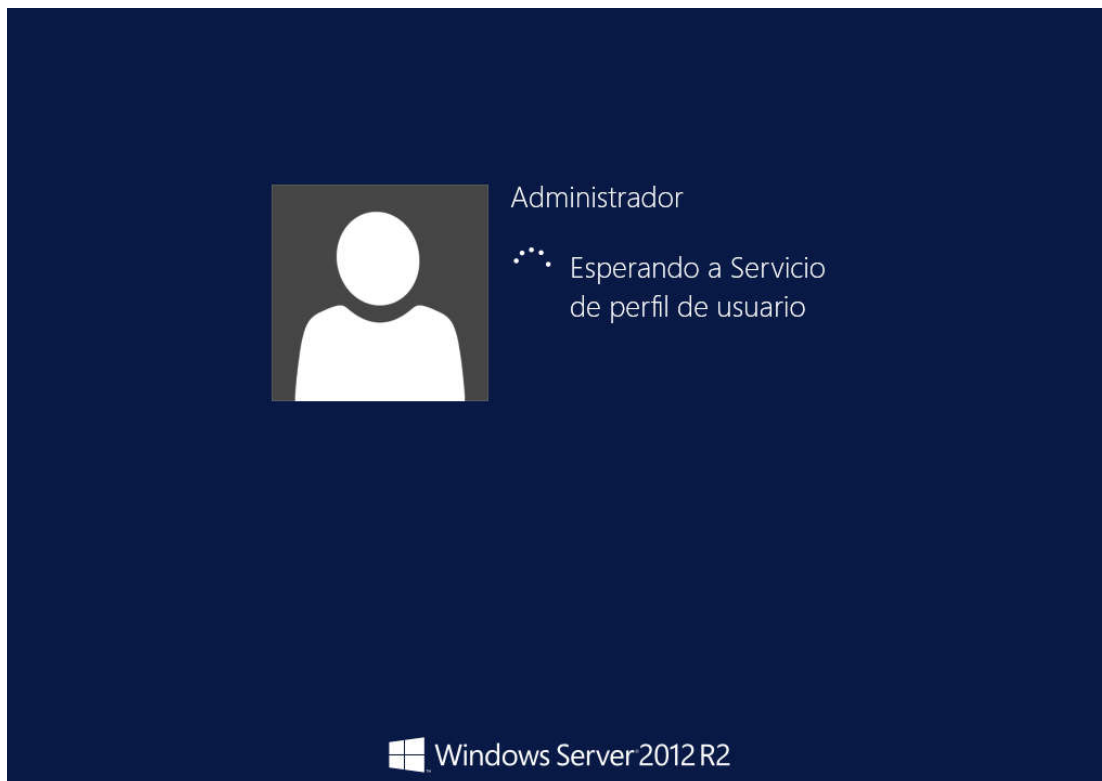 Administrador
Esperando a Servicio
de perfil de usuario
Windows Server 2012 R2